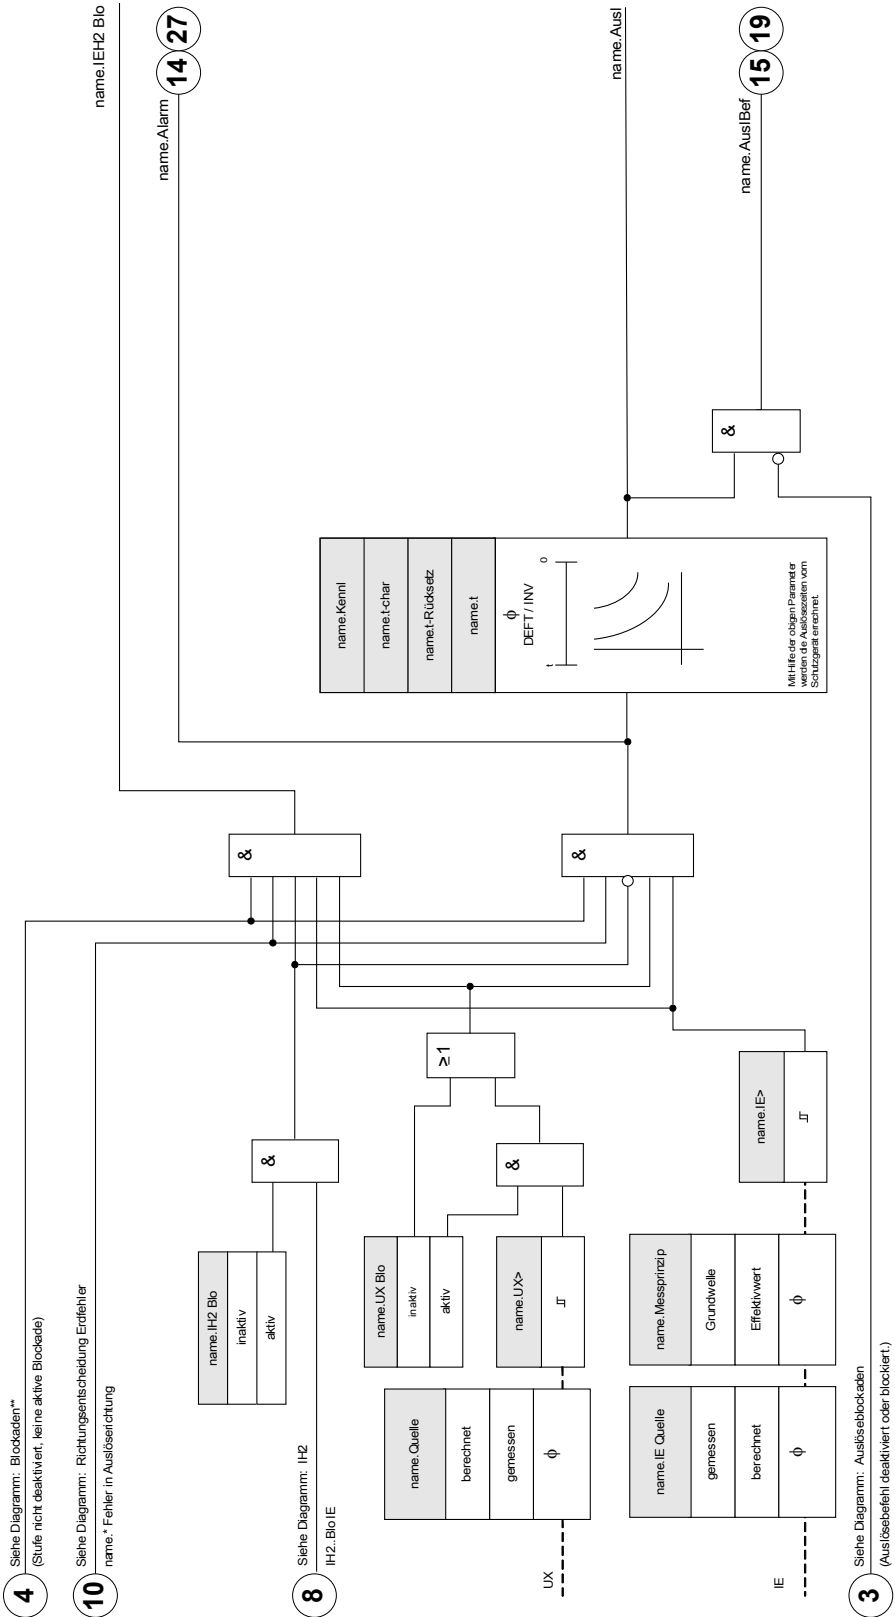 4
Siehe Diagramm: Blockaden**
(Stufe nicht deaktiviert, keine aktive Blockade)
10
Siehe Diagramm: Richtungsentscheidung Erdfehler
name.* Fehler in Auslöserichtung
name.IH2 Blo
inaktiv
aktiv
8
Siehe Diagramm: IH2
IH2.BloIE
&
name.UX Blo
inaktiv
aktiv
name.Quelle
berechnet
gemessen
ϕ
name.UX>
UX
&
≥1
name.IE Quelle
gemessen
berechnet
ϕ
name.Messprinzip
Grundwelle
Effektivwert
ϕ
name.IE>
IE
3
Siehe Diagramm: Auslöseblockaden
(Auslösebefehl deaktiviert oder blockiert.)
&
&
name.Kennl
name.t-char
name.t-Rücksetz
name.t
ϕ
DEFT / INV
t
0
Mit Hilfe der obigen Parameter
werden die Auslösezeiten vom
Schutzgerät errechnet.
&
name.IEH2 Blo
name.Alarm
14
27
name.Ausl
name.AuslBef
15
19